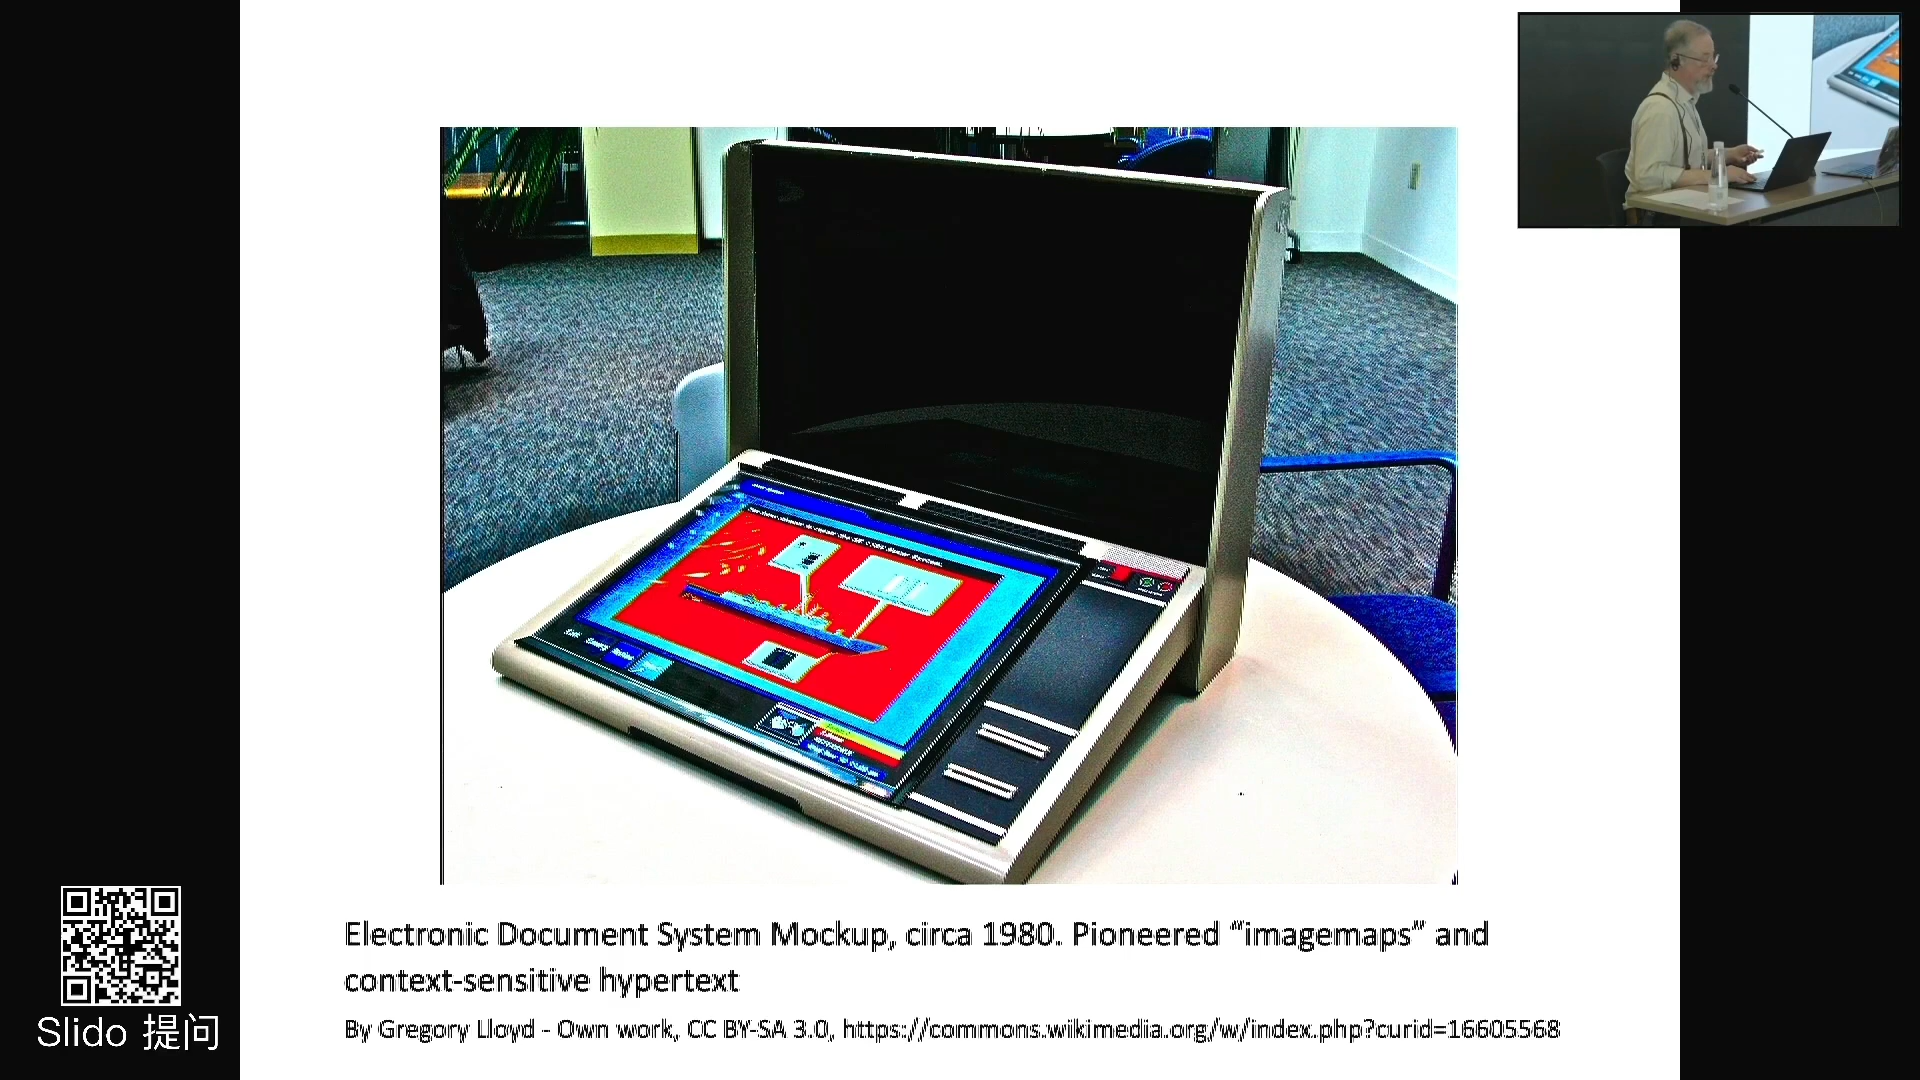 Electronic Document System Mockup, circa 1980. Pioneered “imagemaps” and
context-sensitive hypertext
By Gregory Lloyd - Own work, CC BY-SA 3.0, https://commons.wikimedia.org/w/index.php?curid=16605568
Slido 提问